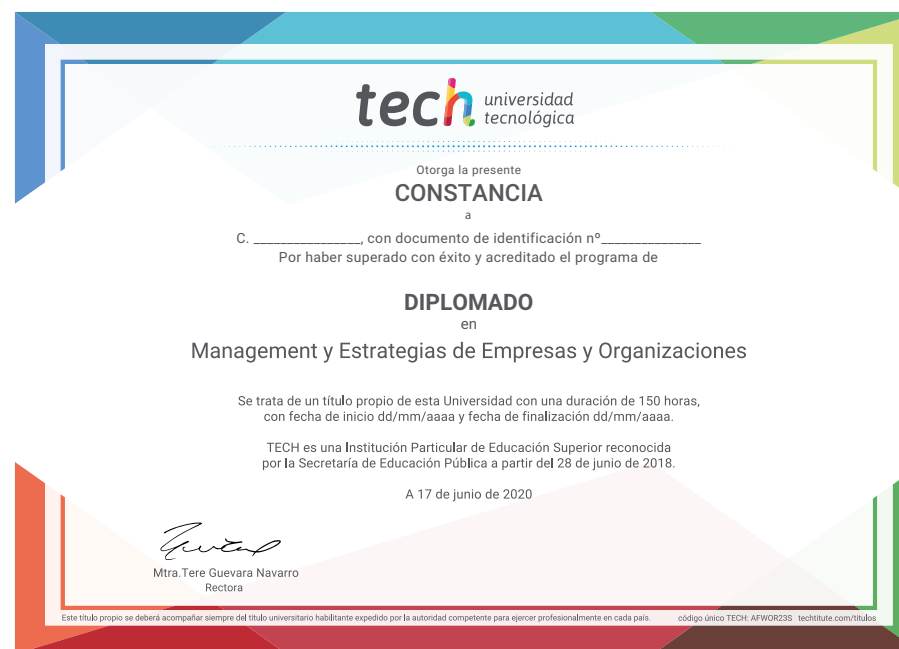 tech universidad
tecnológica
Otorga la presente
CONSTANCIA
a
C. ________________, con documento de identificación nº_______________
Por haber superado con éxito y acreditado el programa de
DIPLOMADO
en
Management y Estrategias de Empresas y Organizaciones
Se trata de un título propio de esta Universidad con una duración de 150 horas,
con fecha de inicio dd/mm/aaaa y fecha de finalización dd/mm/aaaa.
TECH es una Institución Particular de Educación Superior reconocida
por la Secretaría de Educación Pública a partir del 28 de junio de 2018.
A 17 de junio de 2020
Mtra.Tere Guevara Navarro
Rectora
Este título propio se deberá acompañar siempre del título universitario habilitante expedido por la autoridad competente para ejercer profesionalmente en cada país. código único TECH: AFWOR23S techtitute.com/titulos